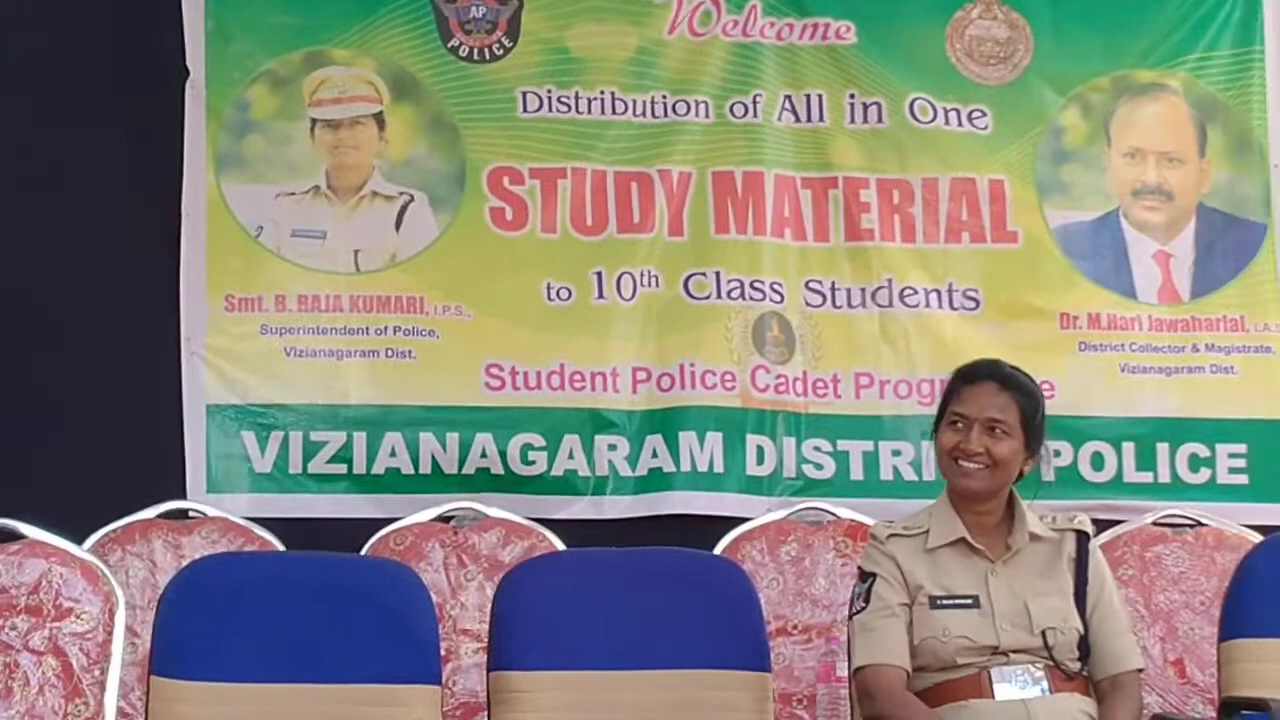 AP
POLICE
Welcome
Distribution of All in One
STUDY MATERIAL
to 10th Class Students
Smt. B. RAJA KUMARI, I.P.S.,
Superintendent of Police,
Vizianagaram Dist.
Dr. M.Hari Jawaharlal, I.A.S
District Collector & Magistrate,
Vizianagaram Dist.
Student Police Cadet Prog e
VIZIANAGARAM DISTRI POLICE